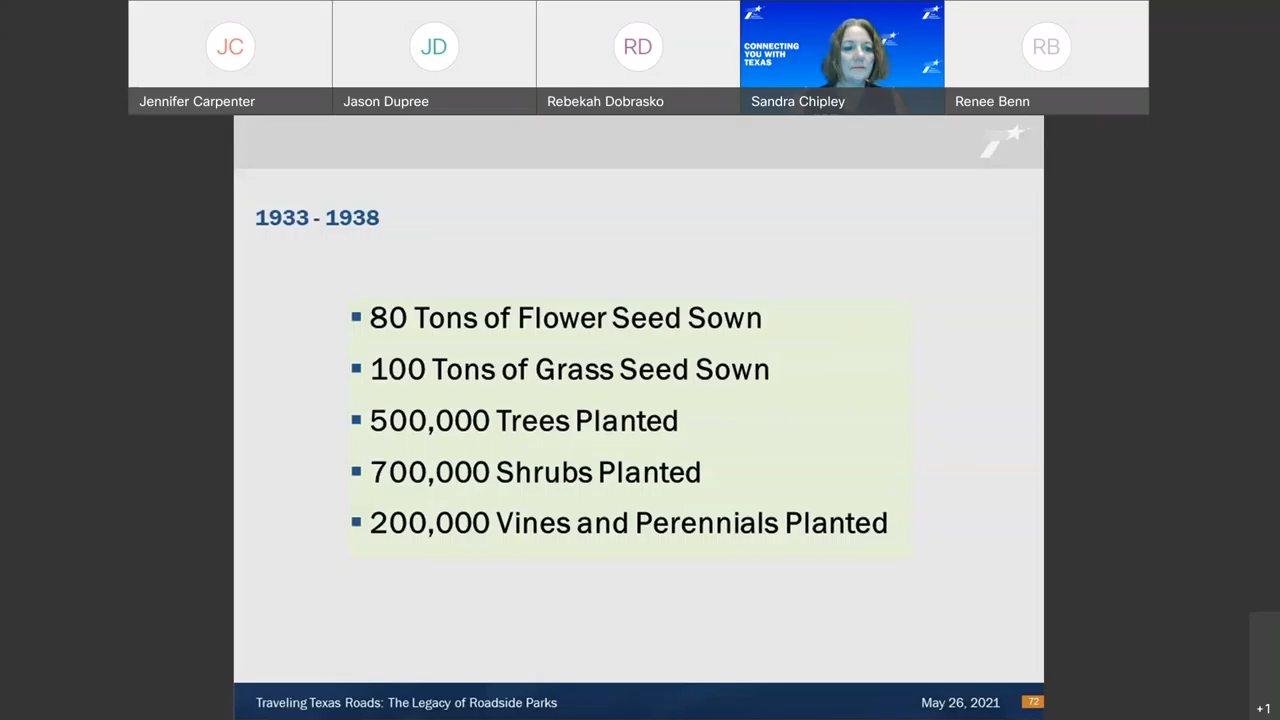 JC
JD
RD
CONNECTING
YOU WITH
TEXAS
RB
Jennifer Carpenter
Jason Dupree
Rebekah Dobrasko
Sandra Chipley
Renee Benn
1933 - 1938
▪ 80 Tons of Flower Seed Sown
▪ 100 Tons of Grass Seed Sown
▪ 500,000 Trees Planted
▪ 700,000 Shrubs Planted
▪ 200,000 Vines and Perennials Planted
Traveling Texas Roads: The Legacy of Roadside Parks
May 26, 2021
72
+1